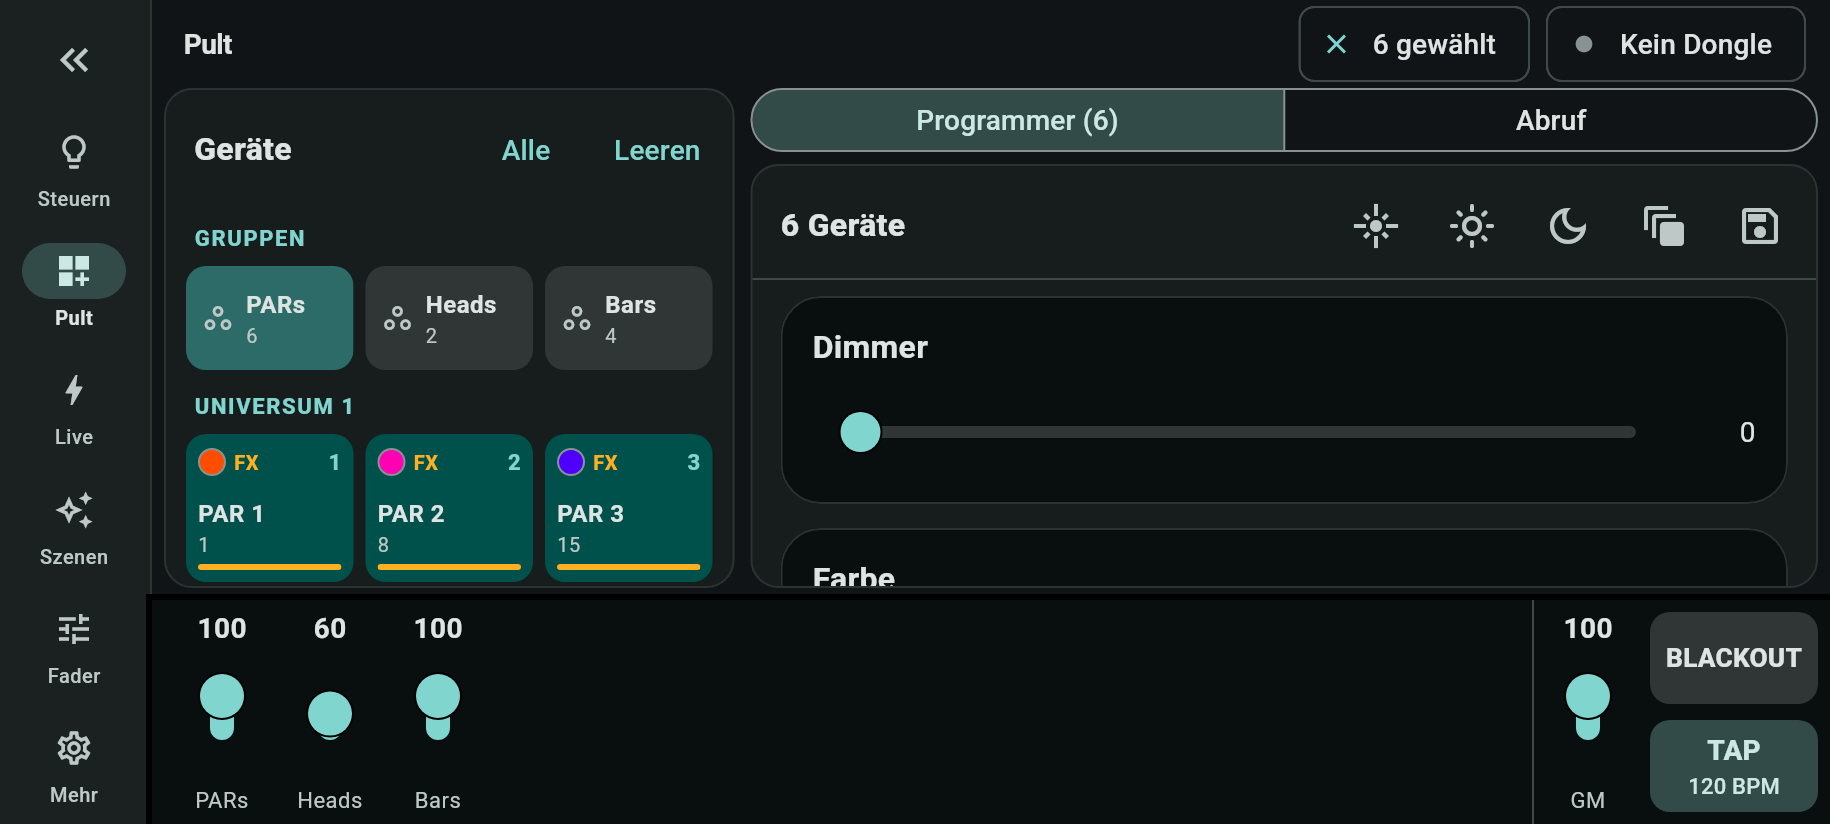 Steuern
Pult
Live
Szenen
Fader
Mehr
Pult
6 gewählt
Kein Dongle
Geräte
Alle
Leeren
GRUPPEN
PARs
6
Heads
2
Bars
4
UNIVERSUM 1
FX 1
PAR 1
1
FX 2
PAR 2
8
FX 3
PAR 3
15
Programmer (6)
Abruf
6 Geräte
Dimmer
0
Farbe
100
PARs
60
Heads
100
Bars
100
GM
BLACKOUT
TAP
120 BPM